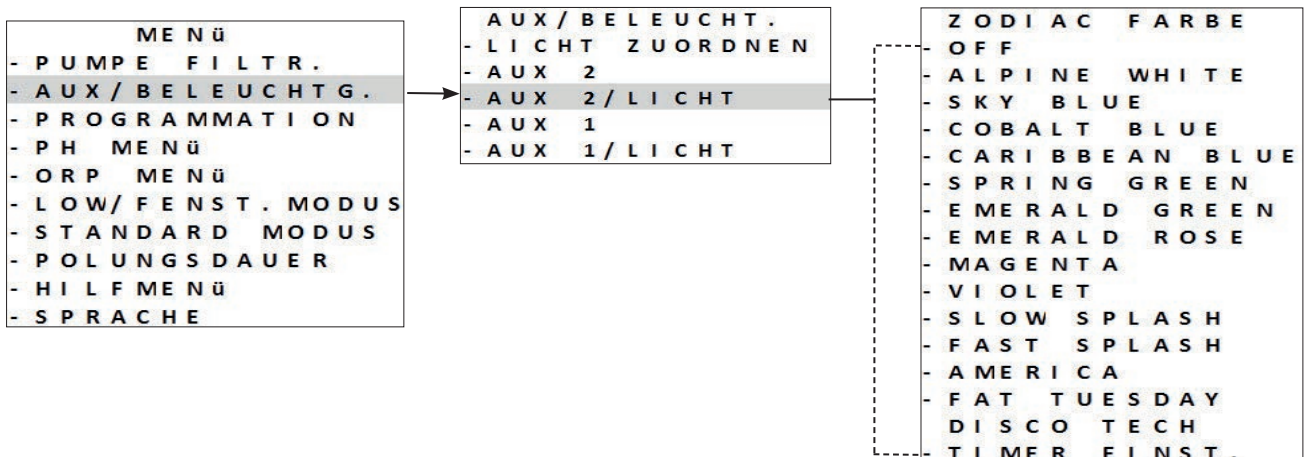 MENü
- PUMPE FILTR.
- AUX/BELEUCHTG.
- PROGRAMMATION
- PH MENü
- ORP MENü
- LOW/FENST.MODUS
- STANDARD MODUS
- POLUNGSDAUER
- HILFMENü
- SPRACHE
AUX/BELEUCHT.
- LICHT ZUORDNEN
- AUX 2
- AUX 2/LICHT
- AUX 1
- AUX 1/LICHT
ZODIAC FARBE
- OFF
- ALPINE WHITE
- SKY BLUE
- COBALT BLUE
- CARIBBEAN BLUE
- SPRING GREEN
- EMERALD GREEN
- EMERALD ROSE
- MAGENTA
- VIOLET
- SLOW SPLASH
- FAST SPLASH
- AMERICA
- FAT TUESDAY
DISCO TECH
- TIMER EINST.